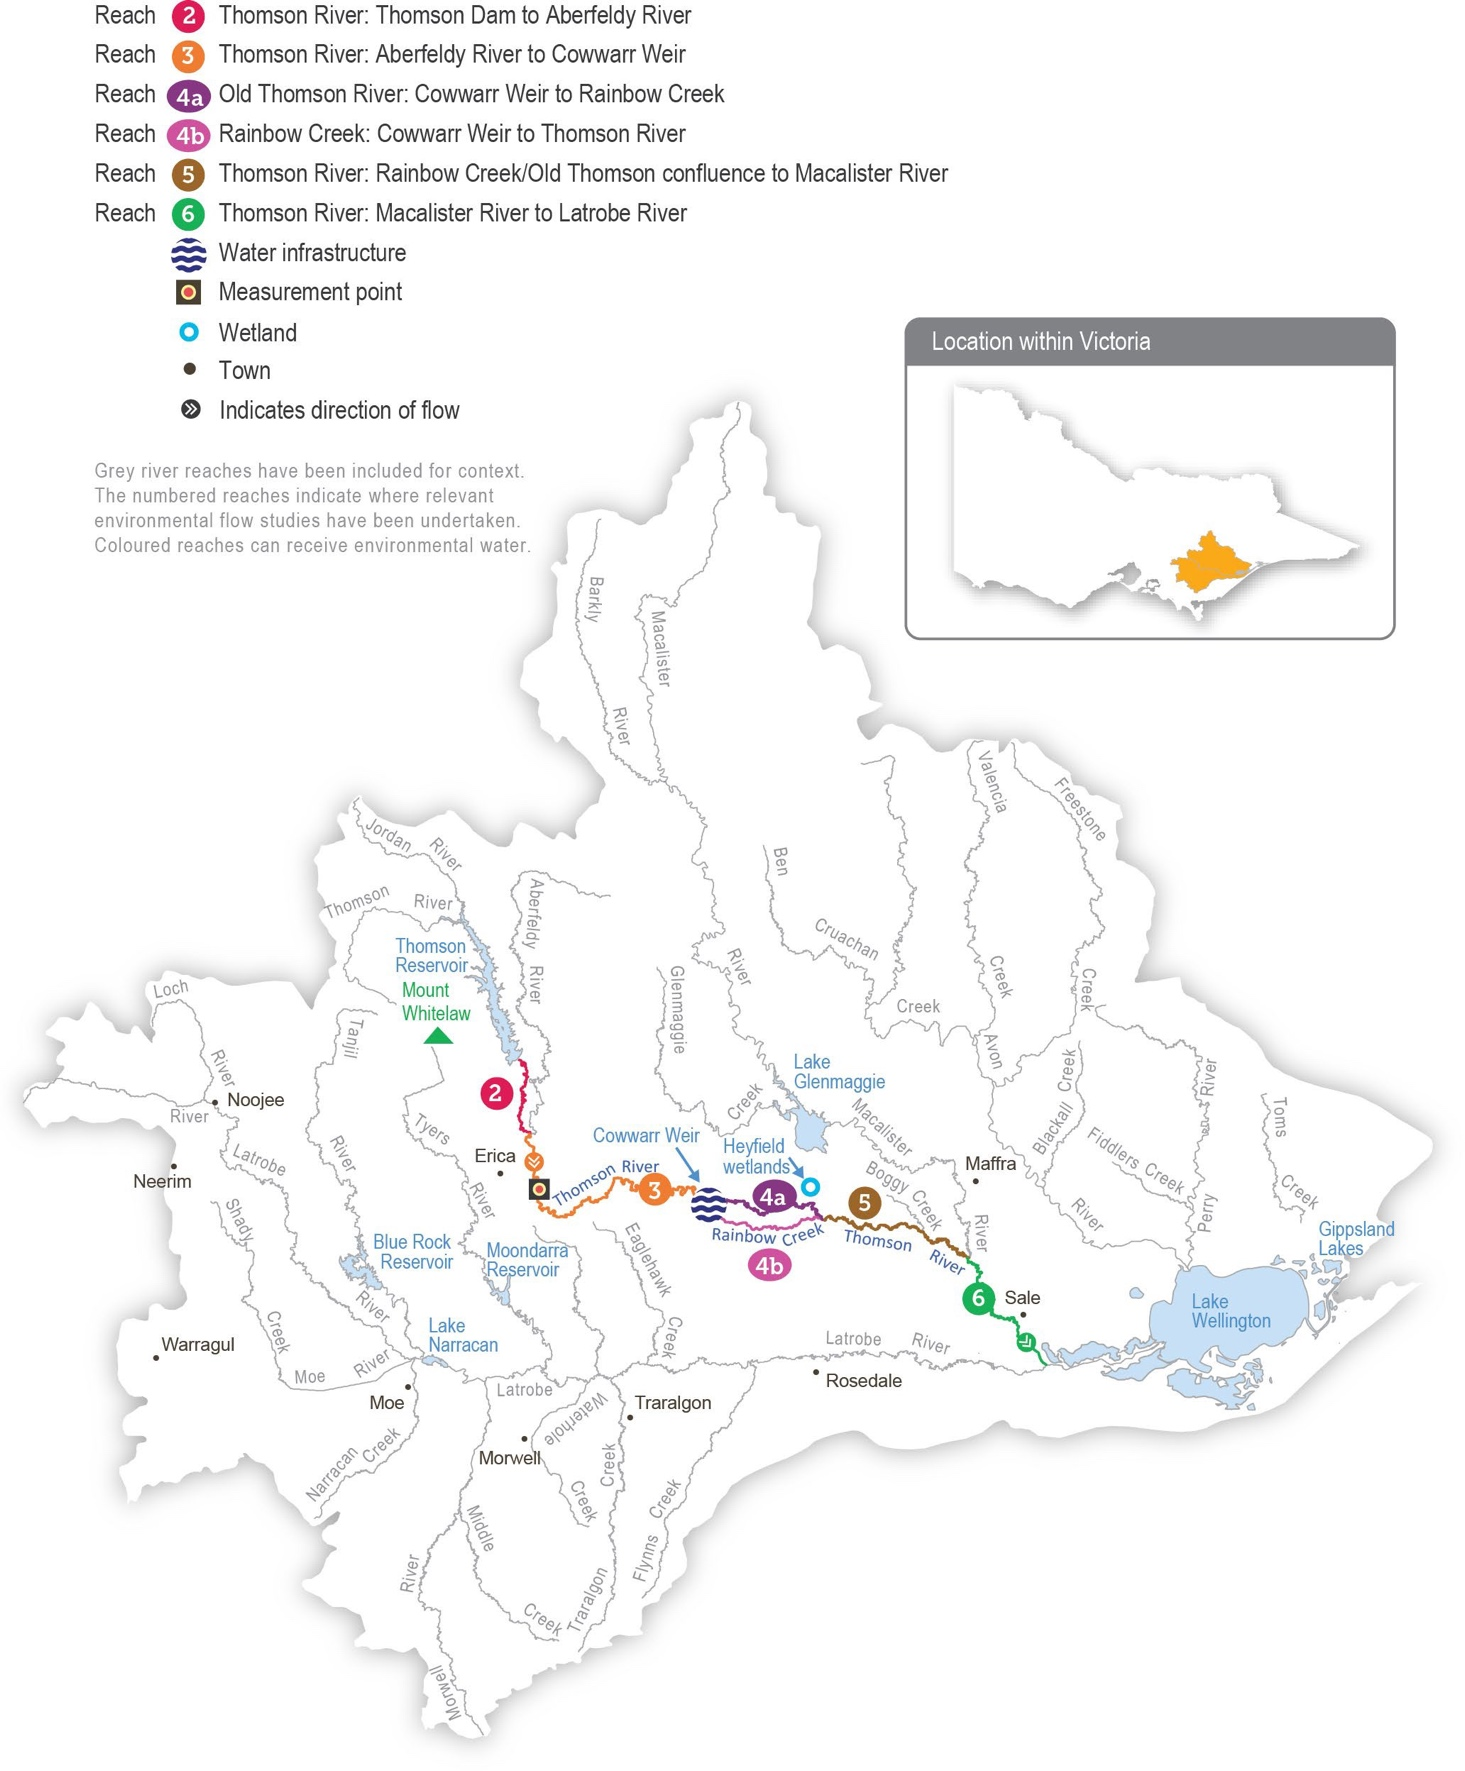 Reach 2 Thomson River: Thomson Dam to Aberfeldy River
Reach 3 Thomson River: Aberfeldy River to Cowwarr Weir
Reach 4a Old Thomson River: Cowwarr Weir to Rainbow Creek
Reach 4b Rainbow Creek: Cowwarr Weir to Thomson River
Reach 5 Thomson River: Rainbow Creek/Old Thomson confluence to Macalister River
Reach 6 Thomson River: Macalister River to Latrobe River
Water infrastructure
Measurement point
Wetland
Town
Indicates direction of flow
Grey river reaches have been included for context.
The numbered reaches indicate where relevant
environmental flow studies have been undertaken.
Coloured reaches can receive environmental water.
Location within Victoria
Barkly
River
Macalister
River
Valencia
Creek
Freestone
Creek
Jordan
River
Thomson
River
Aberfeldy
River
Ben
Cruachan
Creek
Thomson
Reservoir
Mount
Whitelaw
Loch
River
Tanjil
River
Glenmaggie
Creek
Avon
Lake
Glenmaggie
Macalister
River
Blackall
Creek
River
Perry
Toms
Creek
2
Noojee
River
Latrobe
Neerim
Tyers
River
Erica
Cowwarr Weir
Heyfield
wetlands
Maffra
Fiddlers Creek
Boggy
Creek
River
Thomson River
3
4a
5
Rainbow Creek
4b
Thomson
River
Shady
Creek
Blue Rock
Reservoir
River
Moondarra
Reservoir
Eaglehawk
Creek
Gippsland
Lakes
Lake
Wellington
6
Sale
Lake
Narracan
Warragul
Moe
River
Latrobe
River
Rosedale
Moe
Latrobe
Waterhole
Creek
Traralgon
Morwell
Narracan
Creek
Creek
Traralgon
Flynns
Creek
Middle
Creek
River
Morwell